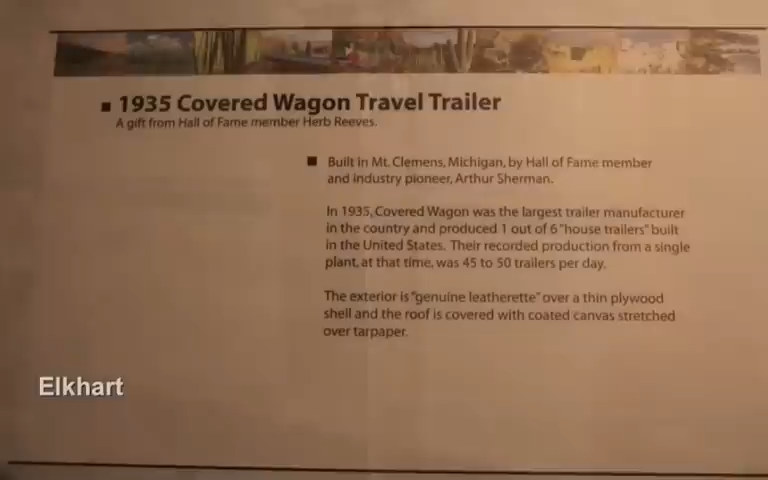 ■ 1935 Covered Wagon Travel Trailer
A gift from Hall of Fame member Herb Reeves.
■ Built in Mt. Clemens, Michigan, by Hall of Fame member
and industry pioneer, Arthur Sherman.
In 1935, Covered Wagon was the largest trailer manufacturer
in the country and produced 1 out of 6 "house trailers" built
in the United States. Their recorded production from a single
plant, at that time, was 45 to 50 trailers per day.
The exterior is "genuine leatherette" over a thin plywood
shell and the roof is covered with coated canvas stretched
over tarpaper.
Elkhart